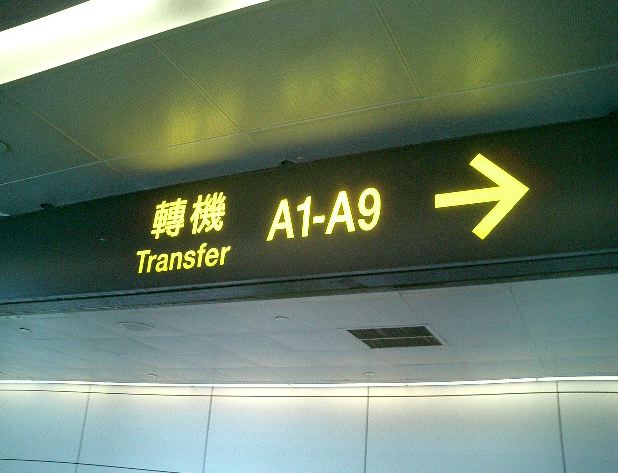 轉機 A1-A9
Transfer